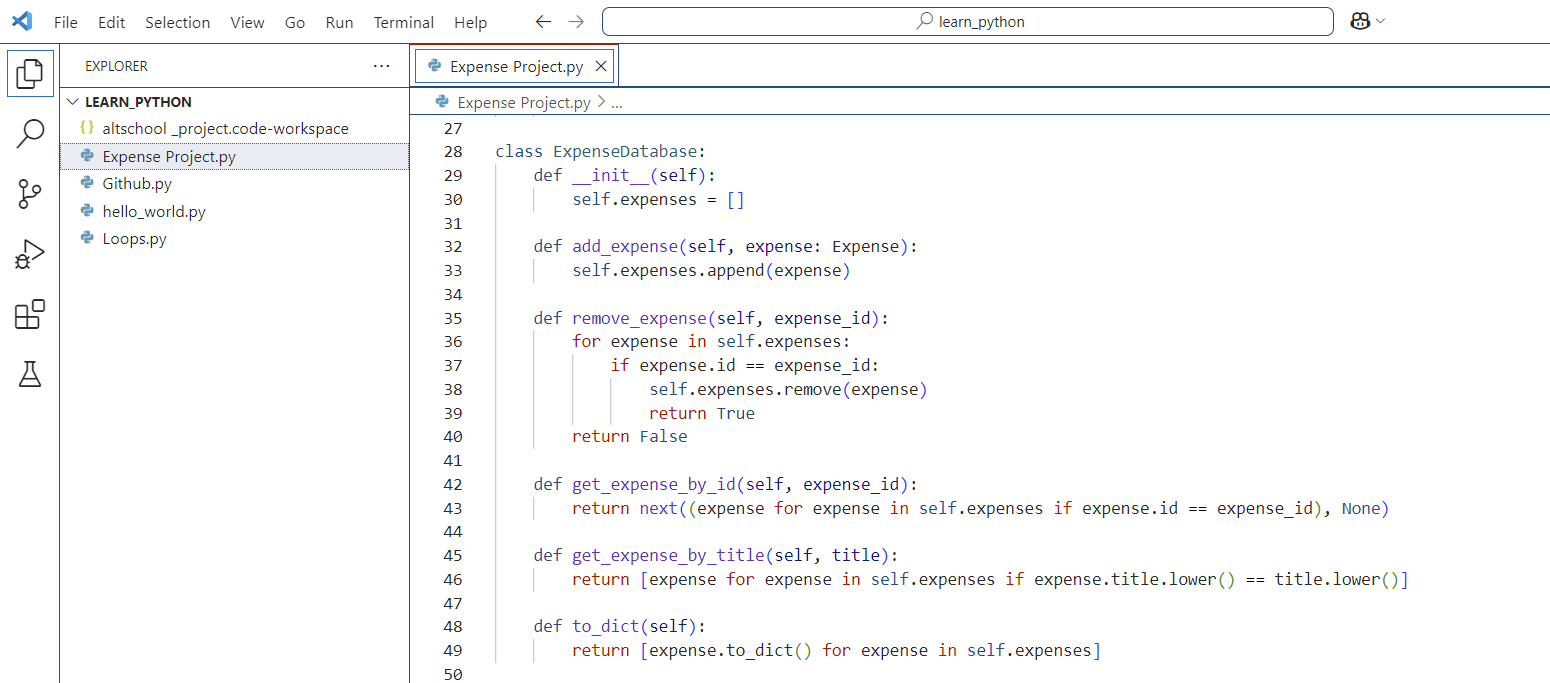 File Edit Selection View Go Run Terminal Help
learn_python
EXPLORER
LEARN_PYTHON
altschool _project.code-workspace
Expense Project.py
Github.py
hello_world.py
Loops.py
Expense Project.py
Expense Project.py > ...
27
28 class ExpenseDatabase:
29     def __init__(self):
30         self.expenses = []
31
32     def add_expense(self, expense: Expense):
33         self.expenses.append(expense)
34
35     def remove_expense(self, expense_id):
36         for expense in self.expenses:
37             if expense.id == expense_id:
38                 self.expenses.remove(expense)
39                 return True
40         return False
41
42     def get_expense_by_id(self, expense_id):
43         return next((expense for expense in self.expenses if expense.id == expense_id), None)
44
45     def get_expense_by_title(self, title):
46         return [expense for expense in self.expenses if expense.title.lower() == title.lower()]
47
48     def to_dict(self):
49         return [expense.to_dict() for expense in self.expenses]
50